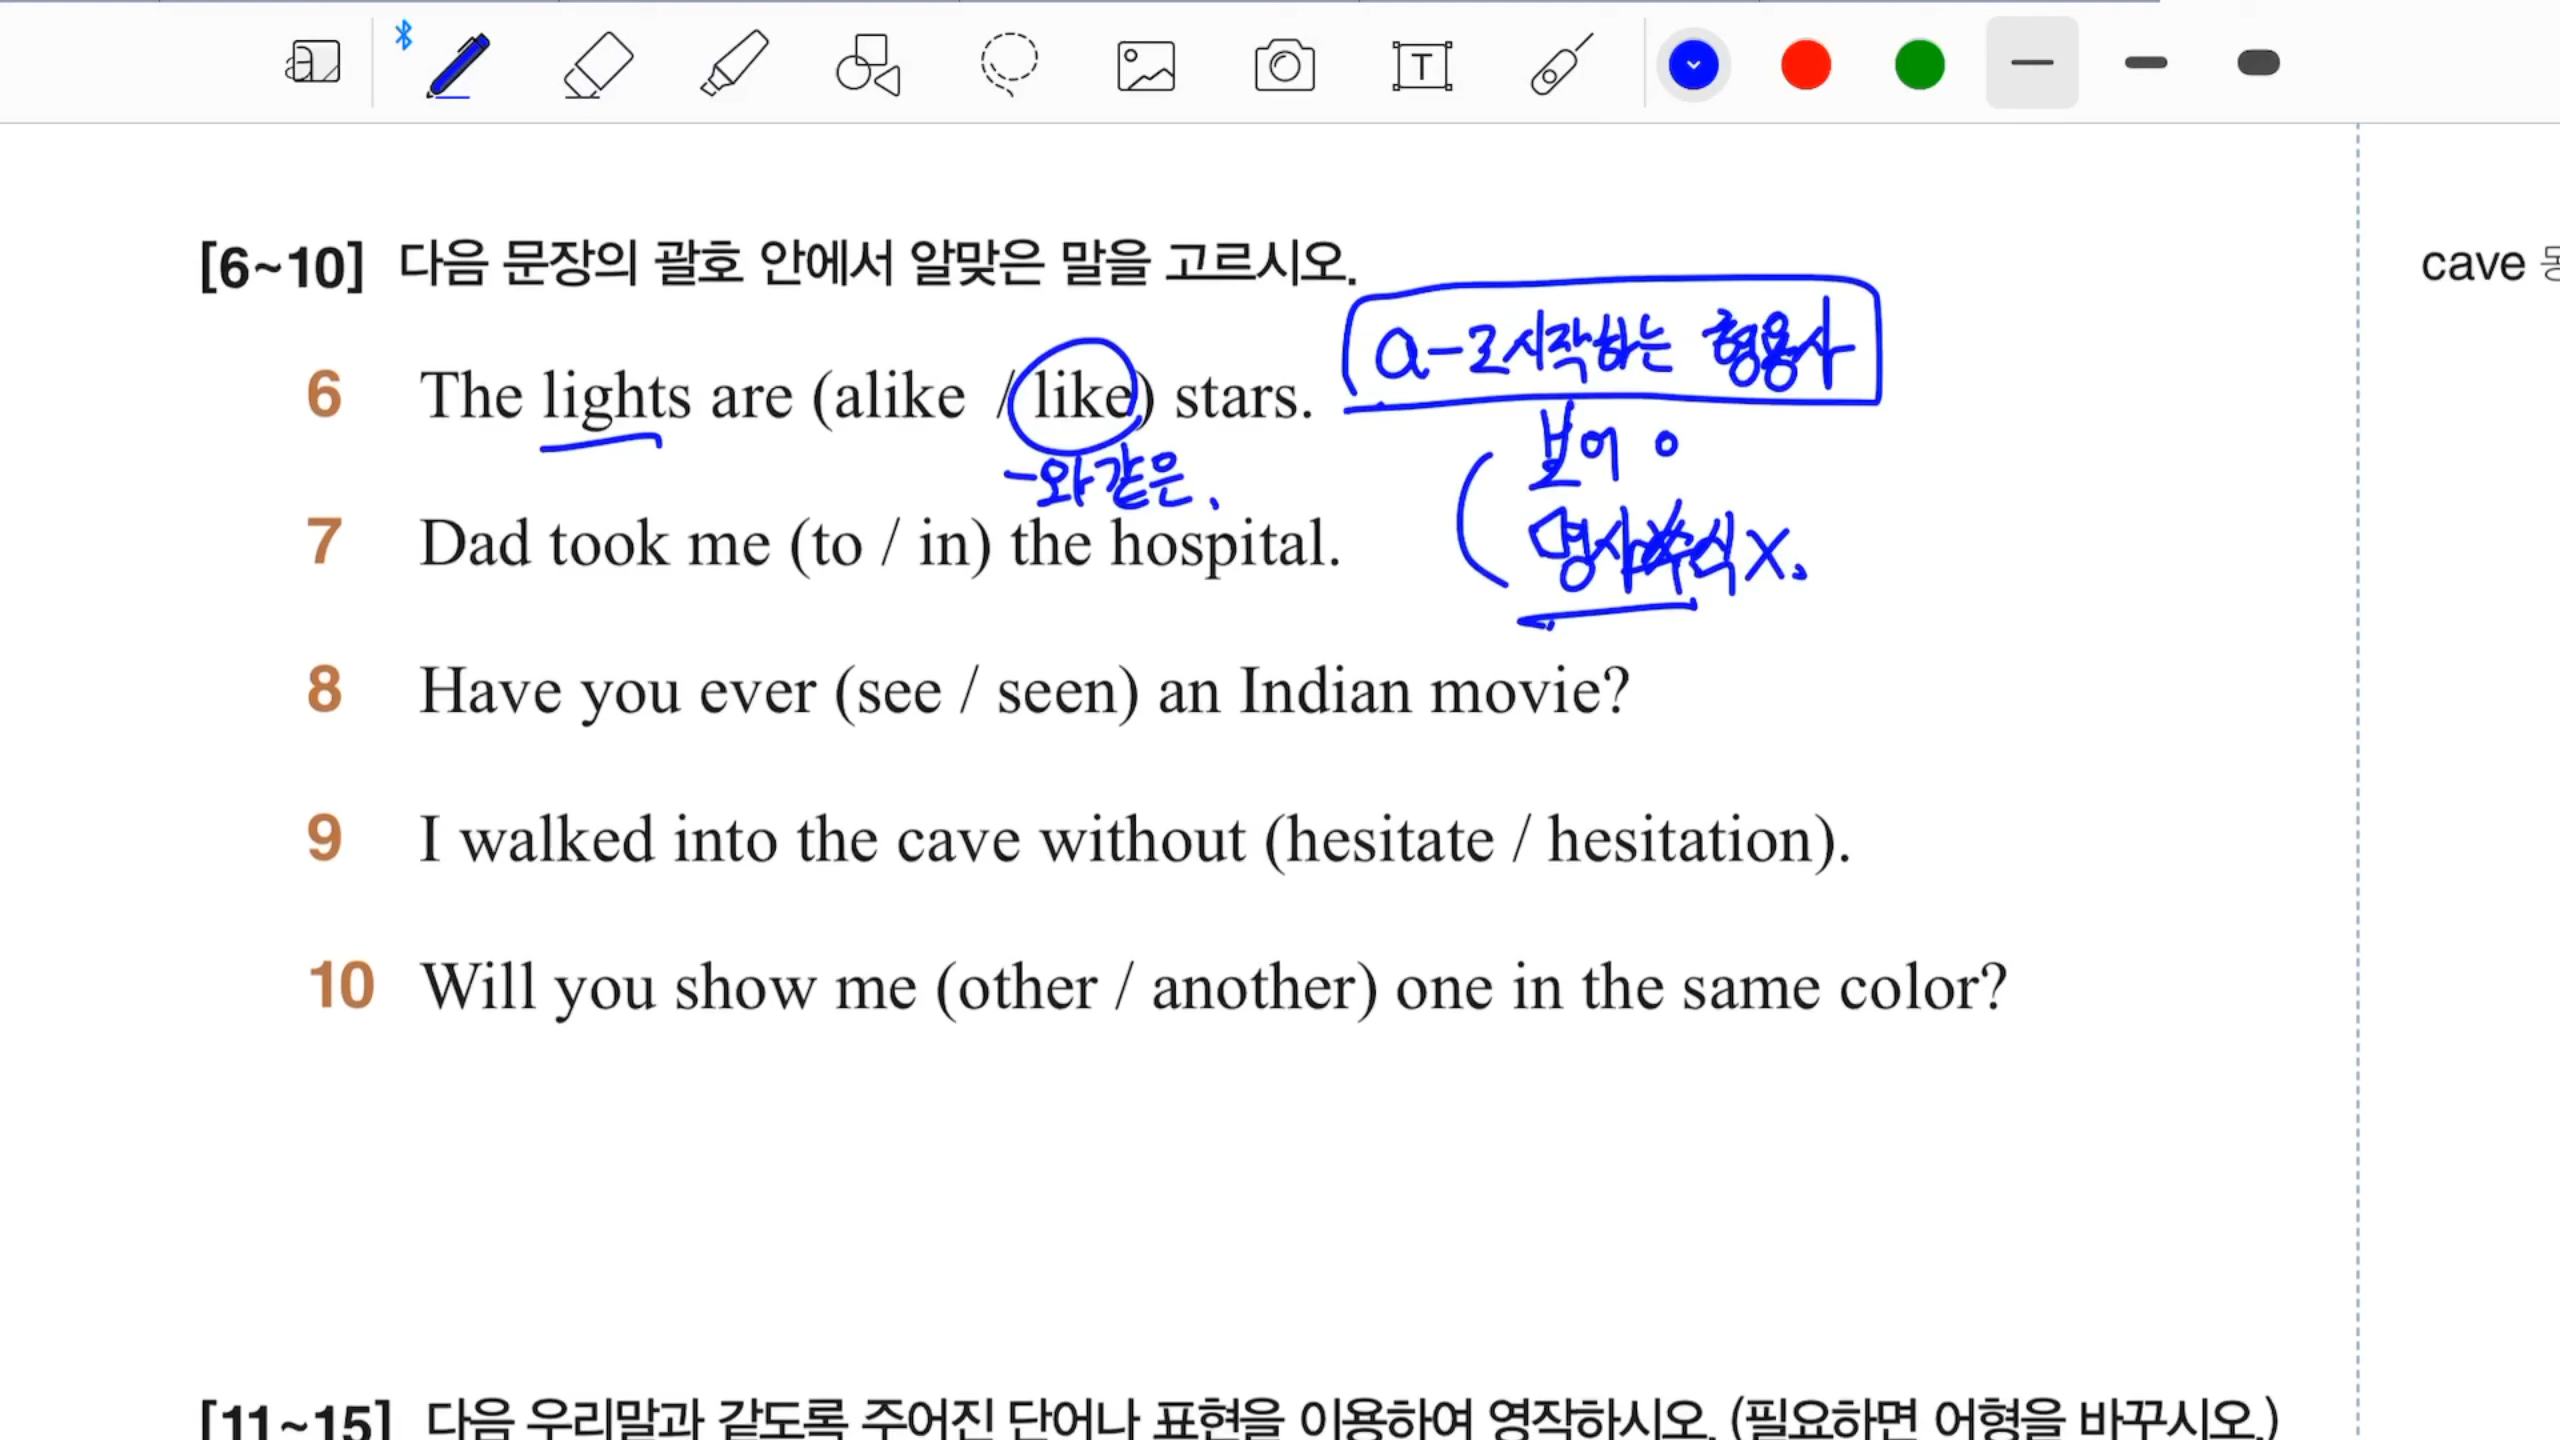 [6~10] 다음 문장의 괄호 안에서 알맞은 말을 고르시오.
cave
a-로시작하는 형용사
6 The lights are (alike / like) stars.
보어 o
-와 같은.
명사수식 X.
7 Dad took me (to / in) the hospital.
8 Have you ever (see / seen) an Indian movie?
9 I walked into the cave without (hesitate / hesitation).
10 Will you show me (other / another) one in the same color?
[11~15] 다음 우리말과 같도록 주어진 단어나 표현을 이용하여 영작하시오. (필요하면 어형을 바꾸시오.)